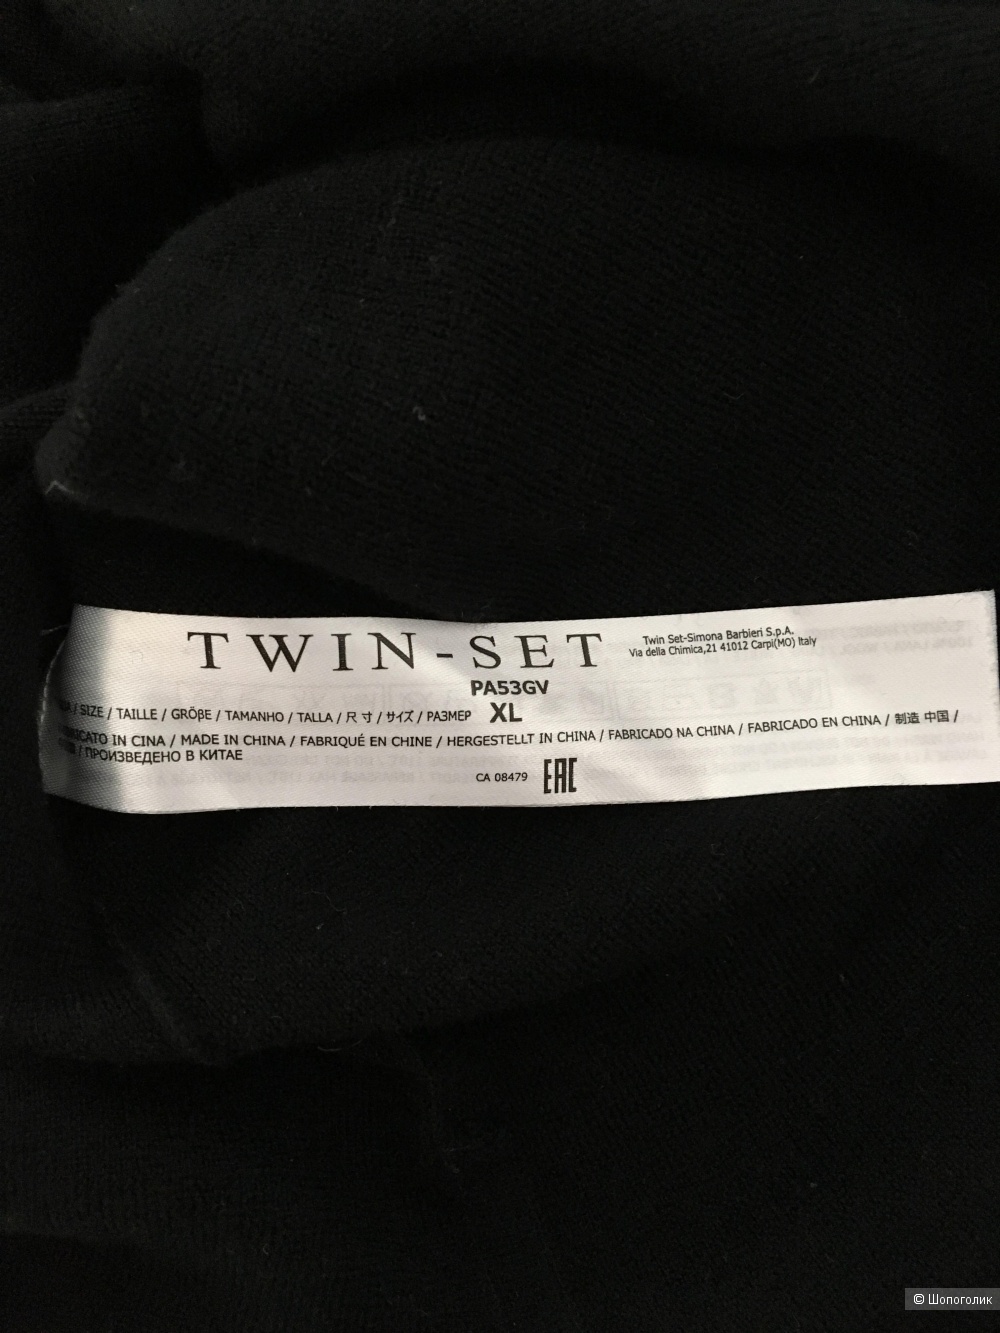 TWIN-SET
Twin Set-Simona Barbieri S.p.A.
Via della Chimica,21 41012 Carpi(MO) Italy
PA53GV
/ SIZE / TAILLE / GRÖβE / TAMANHO / TALLA / 尺寸 / サイズ / РАЗМЕР XL
IN CINA / MADE IN CHINA / FABRIQUÉ EN CHINE / HERGESTELLT IN CHINA / FABRICADO NA CHINA / FABRICADO EN CHINA / 制造 中国 /
/ ПРОИЗВЕДЕНО В КИТАЕ
CA 08479 EAC
© Шопоголик